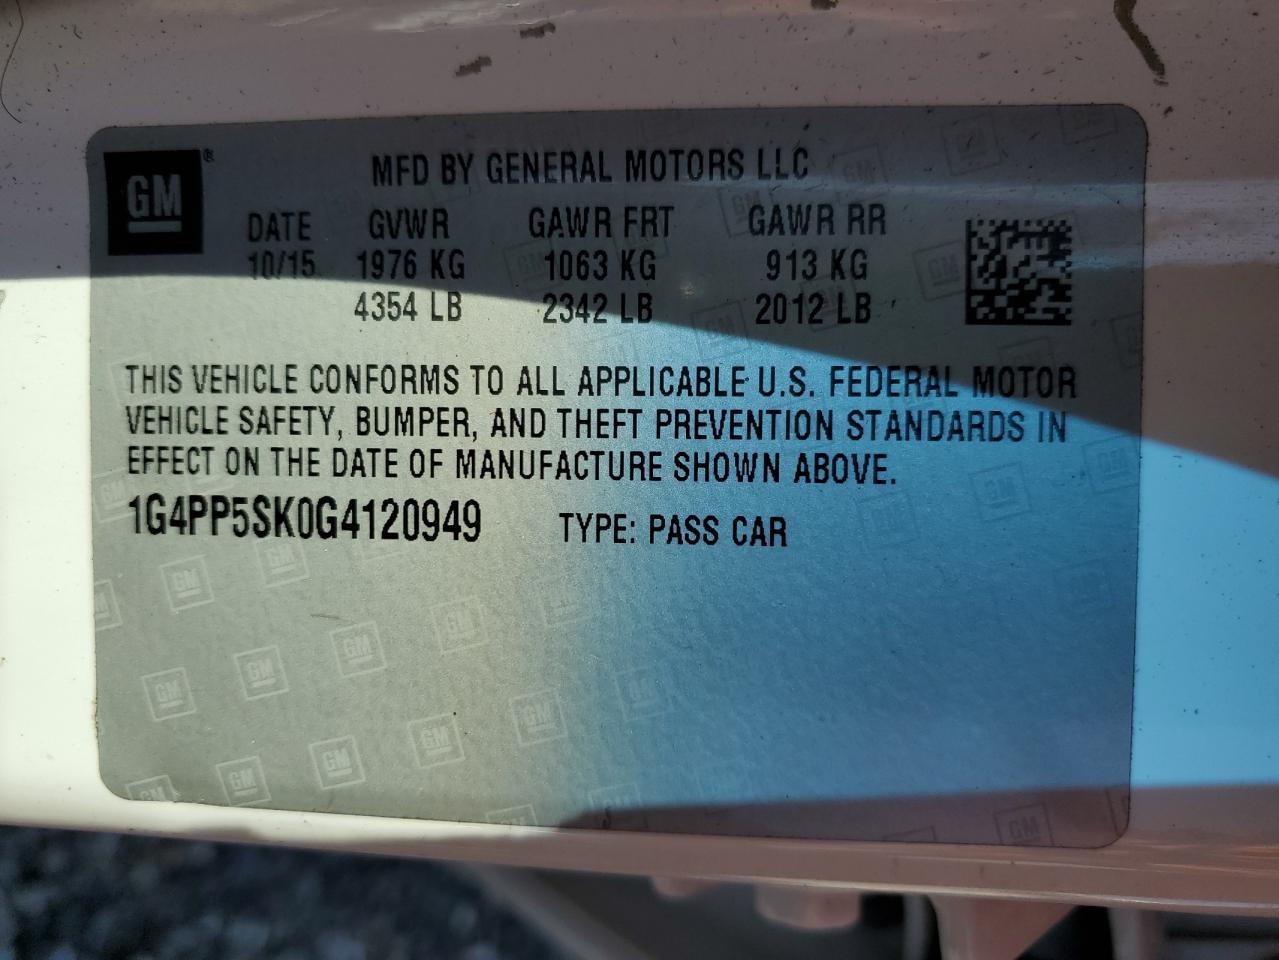 GM®
MFD BY GENERAL MOTORS LLC
DATE GVWR GAWR FRT GAWR RR
10/15 1976 KG 1063 KG 913 KG
4354 LB 2342 LB 2012 LB
THIS VEHICLE CONFORMS TO ALL APPLICABLE U.S. FEDERAL MOTOR
VEHICLE SAFETY, BUMPER, AND THEFT PREVENTION STANDARDS IN
EFFECT ON THE DATE OF MANUFACTURE SHOWN ABOVE.
1G4PP5SK0G4120949 TYPE: PASS CAR